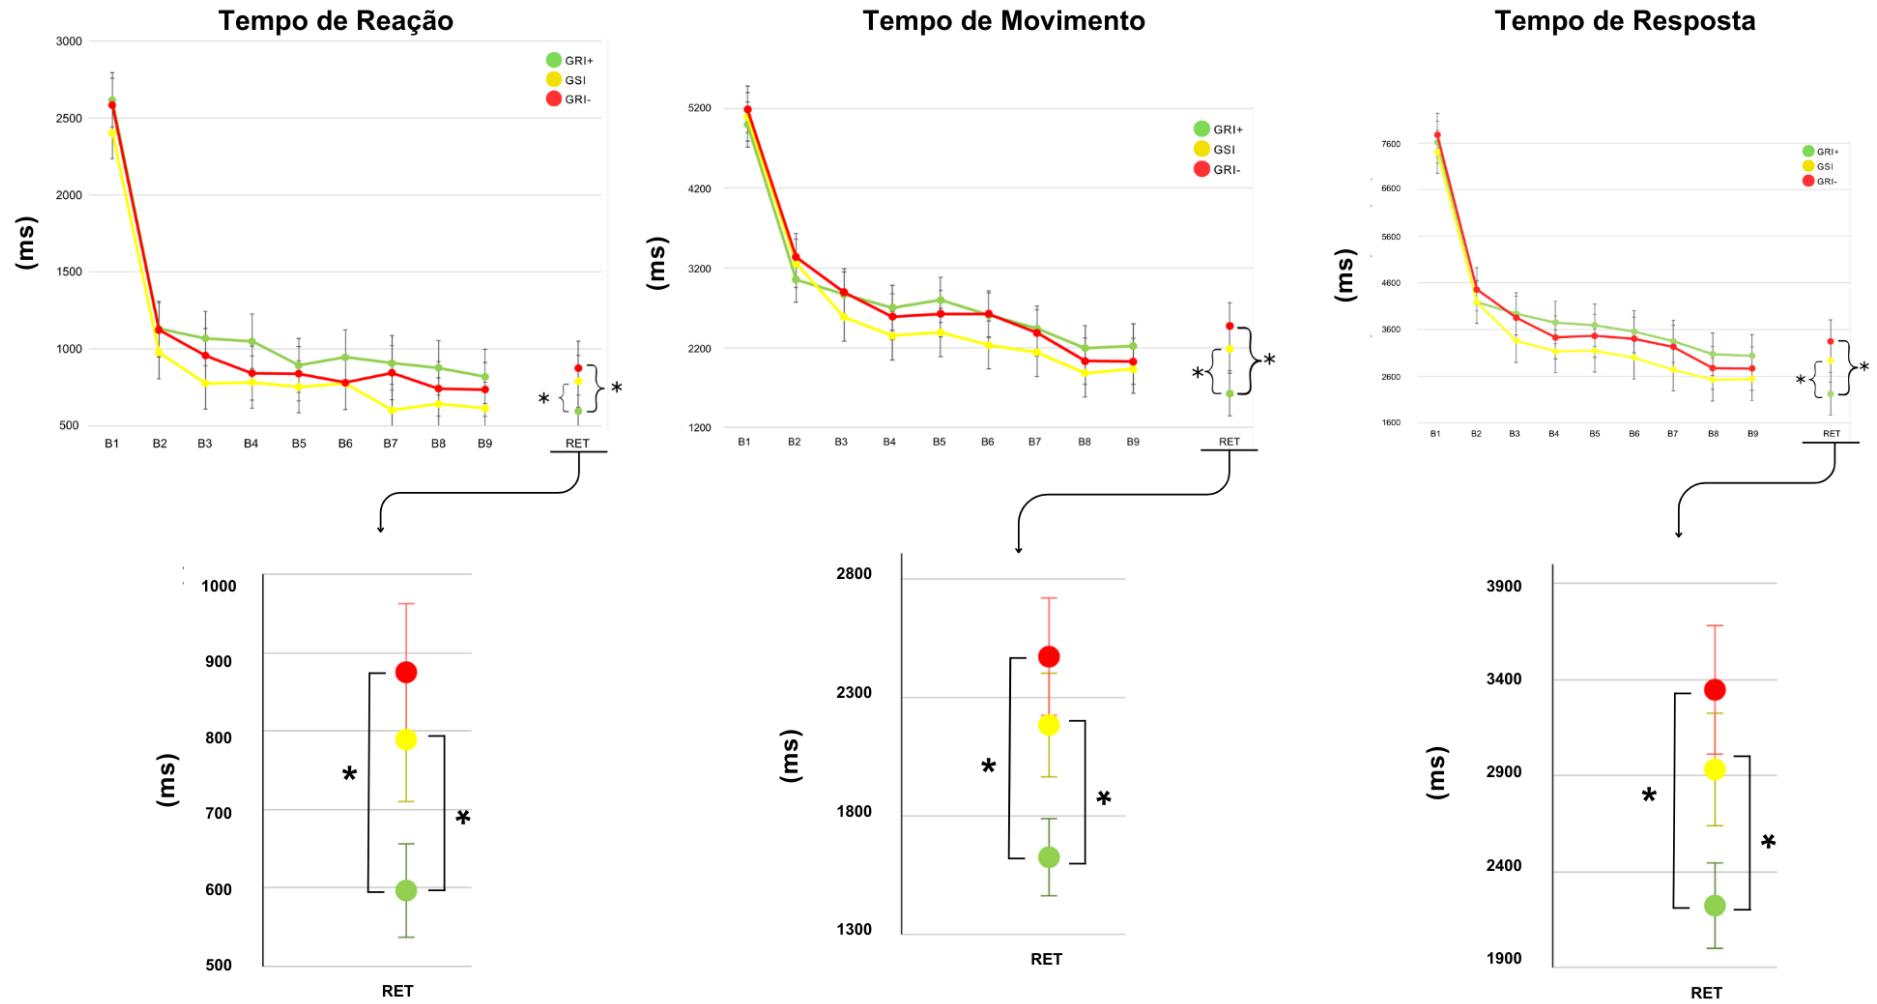 Tempo de Reação
3000
2500
2000
1500
1000
500
(ms)
GRI+
GSI
GRI-
* *
B1 B2 B3 B4 B5 B6 B7 B8 B9 RET
Tempo de Movimento
5200
4200
3200
2200
1200
(ms)
GRI+
GSI
GRI-
* *
B1 B2 B3 B4 B5 B6 B7 B8 B9 RET
Tempo de Resposta
7600
6600
5600
4600
3600
2600
1600
(ms)
GRI+
GSI
GRI-
* *
B1 B2 B3 B4 B5 B6 B7 B8 B9 RET
1000
900
800
700
600
500
(ms)
* *
RET
2800
2300
1800
1300
(ms)
* *
RET
3900
3400
2900
2400
1900
(ms)
* *
RET